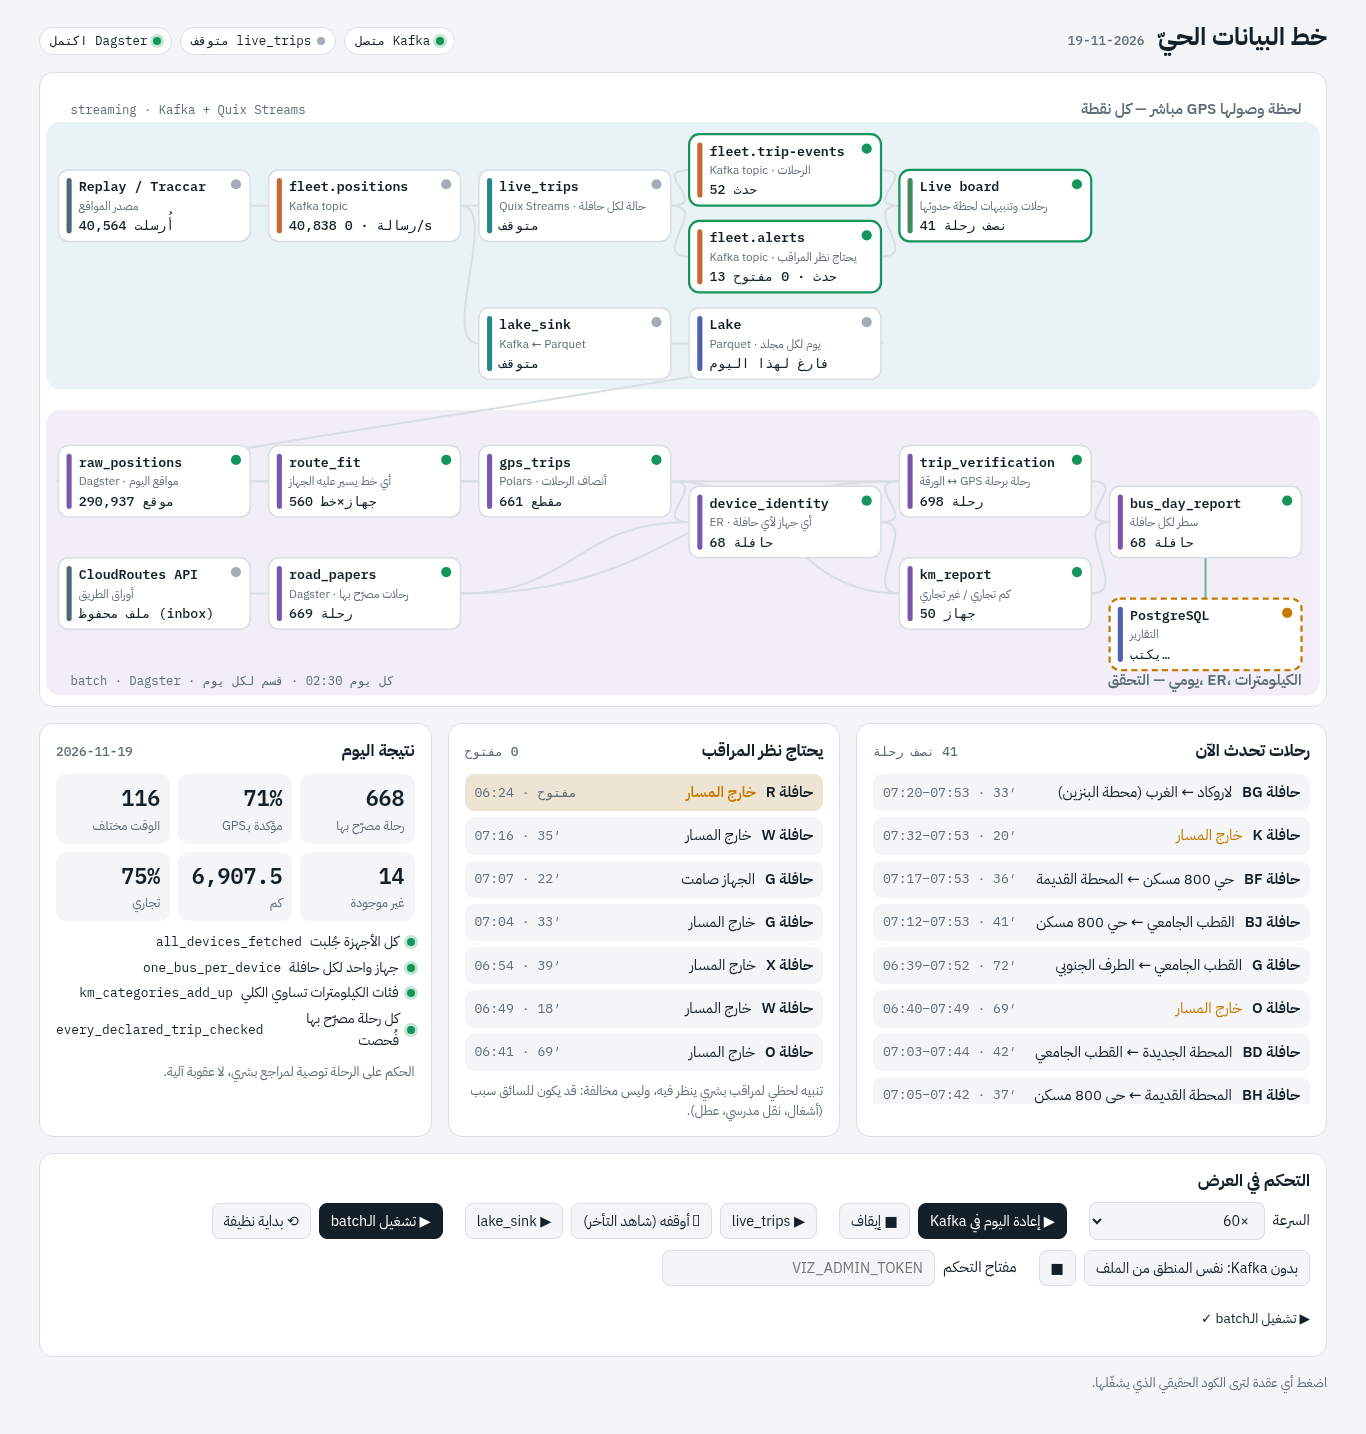 خط البيانات الحيّ 19-11-2026
Kafka متصل
live_trips متوقف
Dagster اكتمل
لحظة وصولها GPS مباشر — كل نقطة
streaming · Kafka + Quix Streams
Replay / Traccar
مصدر المواقع
أُرسلت 40,564
fleet.positions
Kafka topic
40,838 رسالة · 0/s
live_trips
Quix Streams · حالة لكل حافلة
متوقف
fleet.trip-events
Kafka topic · الرحلات
52 حدث
fleet.alerts
Kafka topic · يحتاج نظر المراقب
13 حدث · 0 مفتوح
Live board
رحلات وتنبيهات لحظة حدوثها
41 نصف رحلة
lake_sink
Kafka ← Parquet
متوقف
Lake
Parquet · يوم لكل مجلد
فارغ لهذا اليوم
raw_positions
Dagster · مواقع اليوم
290,937 موقع
route_fit
أي خط يسير عليه الجهاز
560 جهاز×خط
gps_trips
Polars · أنصاف الرحلات
661 مقطع
device_identity
ER · أي جهاز لأي حافلة
68 حافلة
trip_verification
رحلة برحلة GPS ↔ الورقة
698 رحلة
bus_day_report
سطر لكل حافلة
68 حافلة
CloudRoutes API
أوراق الطريق
ملف محفوظ (inbox)
road_papers
Dagster · رحلات مصرّح بها
669 رحلة
km_report
كم تجاري / غير تجاري
50 جهاز
PostgreSQL
التقارير
يكتب…
الكيلومترات ،ER ،يومي — التحقق
batch · Dagster · كل يوم 02:30 · قسم لكل يوم
رحلات تحدث الآن
41 نصف رحلة
حافلة BG لاروكاد ← الغرب (محطة البنزين) 07:20–07:53 · 33′
حافلة K خارج المسار 07:32–07:53 · 20′
حافلة BF حي 800 مسكن ← المحطة القديمة 07:17–07:53 · 36′
حافلة BJ القطب الجامعي ← حي 800 مسكن 07:12–07:53 · 41′
حافلة G القطب الجامعي ← الطرف الجنوبي 06:39–07:52 · 72′
حافلة O خارج المسار 06:40–07:49 · 69′
حافلة BD المحطة الجديدة ← القطب الجامعي 07:03–07:44 · 42′
حافلة BH المحطة القديمة ← حي 800 مسكن 07:05–07:42 · 37′
يحتاج نظر المراقب
0 مفتوح
حافلة R خارج المسار 06:24 · مفتوح
حافلة W خارج المسار 07:16 · 35′
حافلة G الجهاز صامت 07:07 · 22′
حافلة G خارج المسار 07:04 · 33′
حافلة X خارج المسار 06:54 · 39′
حافلة W خارج المسار 06:49 · 18′
حافلة O خارج المسار 06:41 · 69′
تنبيه لحظي لمراقب بشري ينظر فيه، وليس مخالفة: قد يكون للسائق سبب
(أشغال، نقل مدرسي، عطل).
نتيجة اليوم
2026-11-19
668
رحلة مصرّح بها
71%
مؤكدة بـGPS
116
الوقت مختلف
14
غير موجودة
6,907.5
كم
75%
تجاري
كل الأجهزة جُلبت all_devices_fetched
جهاز واحد لكل حافلة one_bus_per_device
فئات الكيلومترات تساوي الكلي km_categories_add_up
كل رحلة مصرّح بها
فُحصت every_declared_trip_checked
الحكم على الرحلة توصية لمراجع بشري، لا عقوبة آلية.
التحكم في العرض
السرعة
60×
▶ إعادة اليوم في Kafka
■ إيقاف
▶ live_trips
أوقفه (شاهد التأخر)
▶ lake_sink
▶ تشغيل الـbatch
⟲ بداية نظيفة
بدون Kafka: نفس المنطق من الملف
■
مفتاح التحكم
VIZ_ADMIN_TOKEN
▶ تشغيل الـbatch ✓
اضغط أي عقدة لترى الكود الحقيقي الذي يشغّلها.